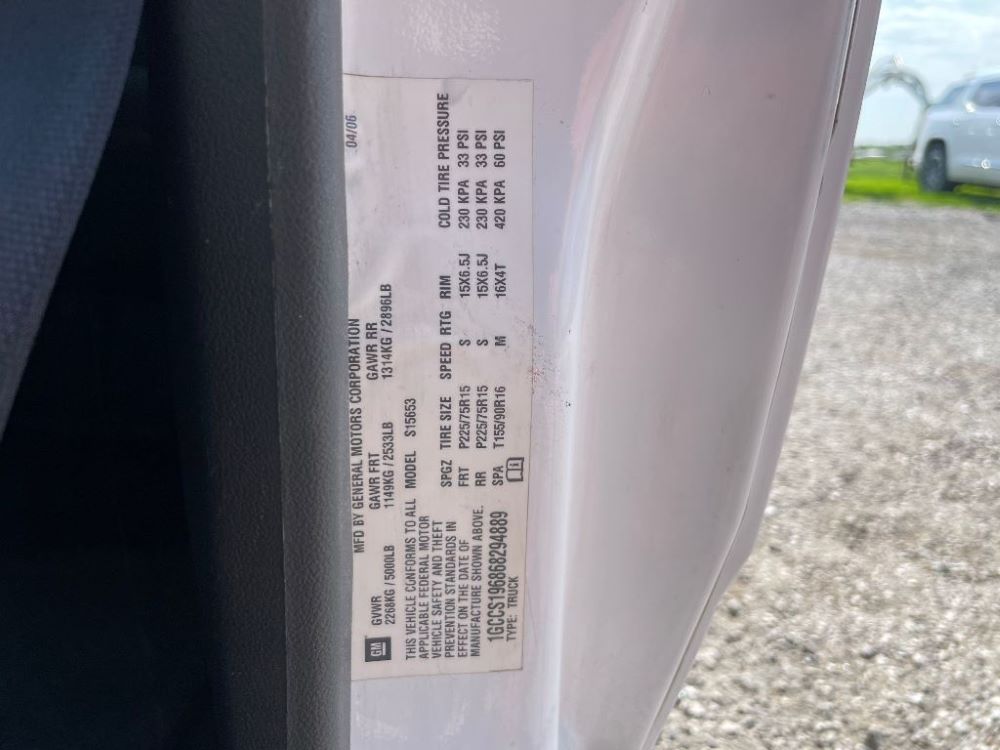 MFD BY GENERAL MOTORS CORPORATION 04/06
GM
GVWR GAWR FRT GAWR RR
2268KG / 5000LB 1149KG / 2533LB 1314KG / 2896LB
THIS VEHICLE CONFORMS TO ALL
APPLICABLE FEDERAL MOTOR
VEHICLE SAFETY AND THEFT
PREVENTION STANDARDS IN
EFFECT ON THE DATE OF
MANUFACTURE SHOWN ABOVE.
MODEL S15653
SPGZ TIRE SIZE SPEED RTG RIM COLD TIRE PRESSURE
FRT P225/75R15 S 15X6.5J 230 KPA 33 PSI
RR P225/75R15 S 15X6.5J 230 KPA 33 PSI
SPA T155/90R16 M 16X4T 420 KPA 60 PSI
1GCCS196868294889
TYPE: TRUCK